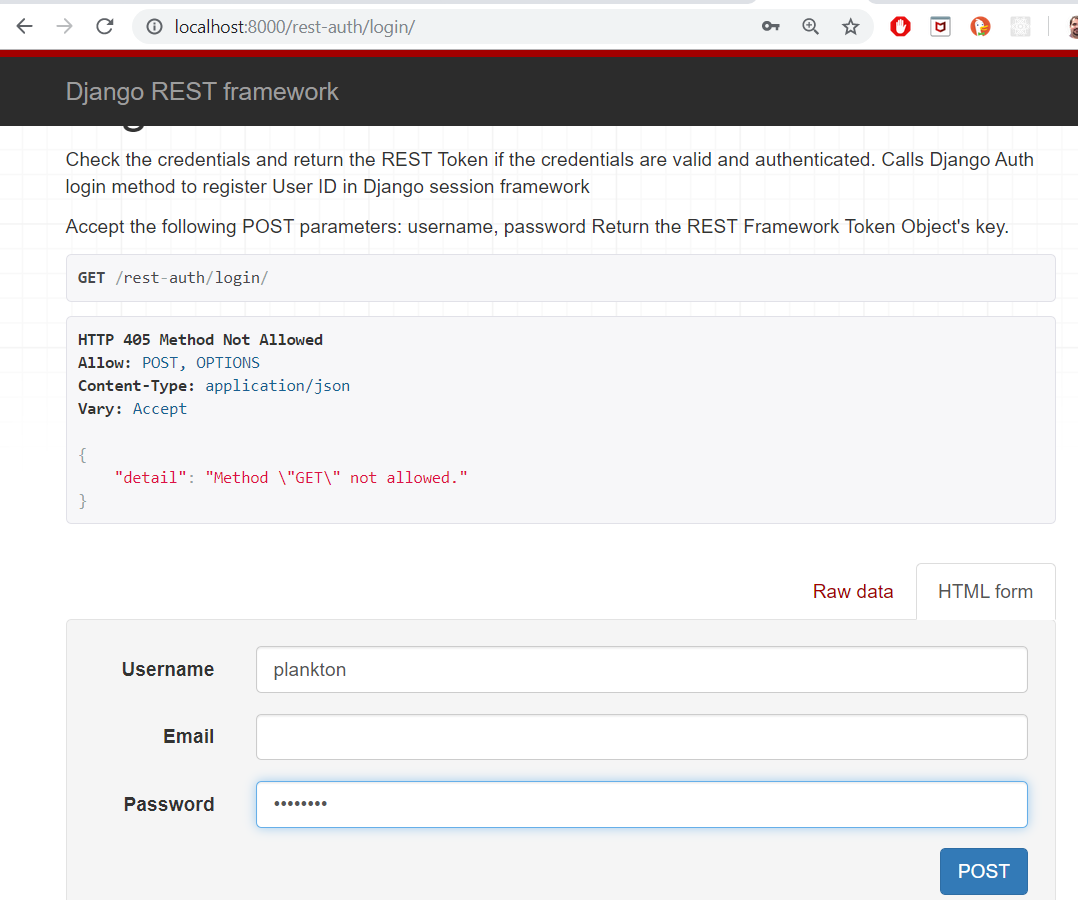 localhost:8000/rest-auth/login/
Django REST framework
Check the credentials and return the REST Token if the credentials are valid and authenticated. Calls Django Auth
login method to register User ID in Django session framework
Accept the following POST parameters: username, password Return the REST Framework Token Object's key.
GET /rest-auth/login/
HTTP 405 Method Not Allowed
Allow: POST, OPTIONS
Content-Type: application/json
Vary: Accept
{
"detail": "Method \"GET\" not allowed."
}
Raw data
HTML form
Username
plankton
Email
Password
••••••••
POST